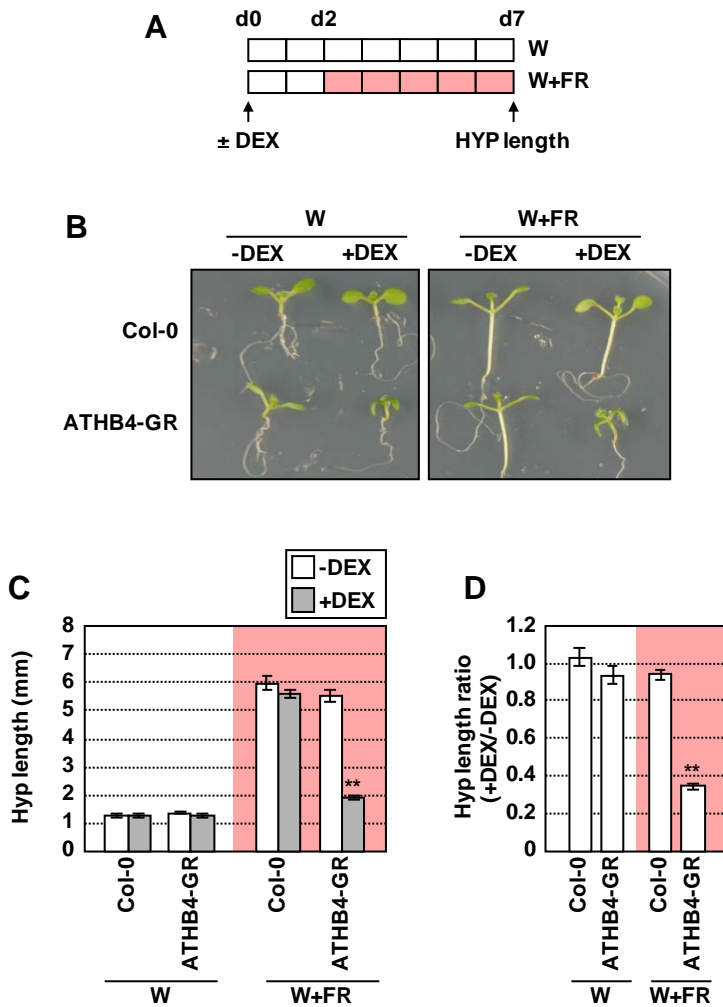 A
d0 d2 d7
W
W+FR
± DEX HYP length
B
W W+FR
-DEX +DEX -DEX +DEX
Col-0
ATHB4-GR
-DEX
+DEX
C
Hyp length (mm)
8
7
6
5
4
3
2
1
0
**
Col-0
ATHB4-GR
Col-0
ATHB4-GR
W W+FR
D
Hyp length ratio
(+DEX/-DEX)
1.2
1.0
0.8
0.6
0.4
0.2
0
**
Col-0
ATHB4-GR
Col-0
ATHB4-GR
W W+FR